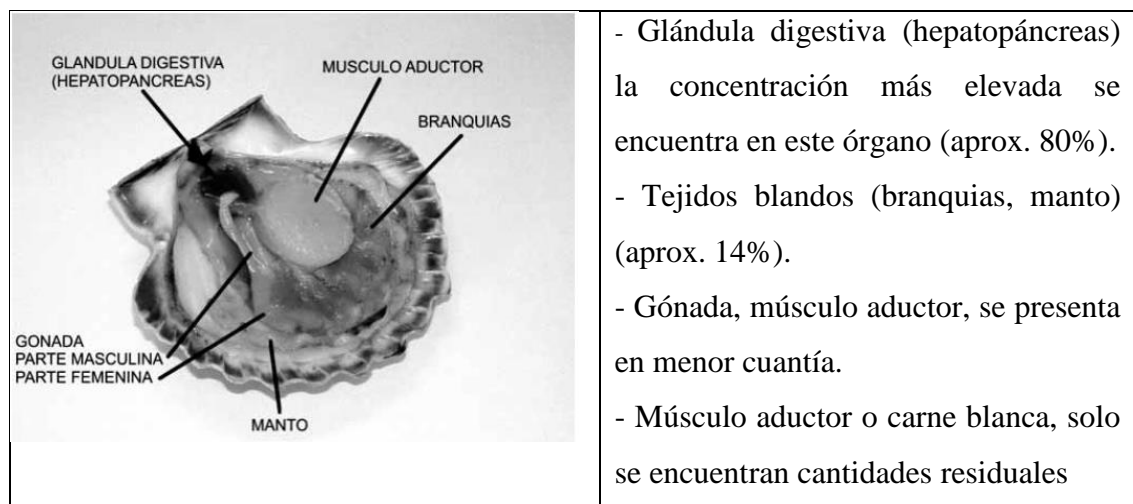 GLANDULA DIGESTIVA
(HEPATOPANCREAS)
MUSCULO ADUCTOR
BRANQUIAS
GONADA
PARTE MASCULINA
PARTE FEMENINA
MANTO
- Glándula digestiva (hepatopáncreas)
la concentración más elevada se
encuentra en este órgano (aprox. 80%).
- Tejidos blandos (branquias, manto)
(aprox. 14%).
- Gónada, músculo aductor, se presenta
en menor cuantía.
- Músculo aductor o carne blanca, solo
se encuentran cantidades residuales